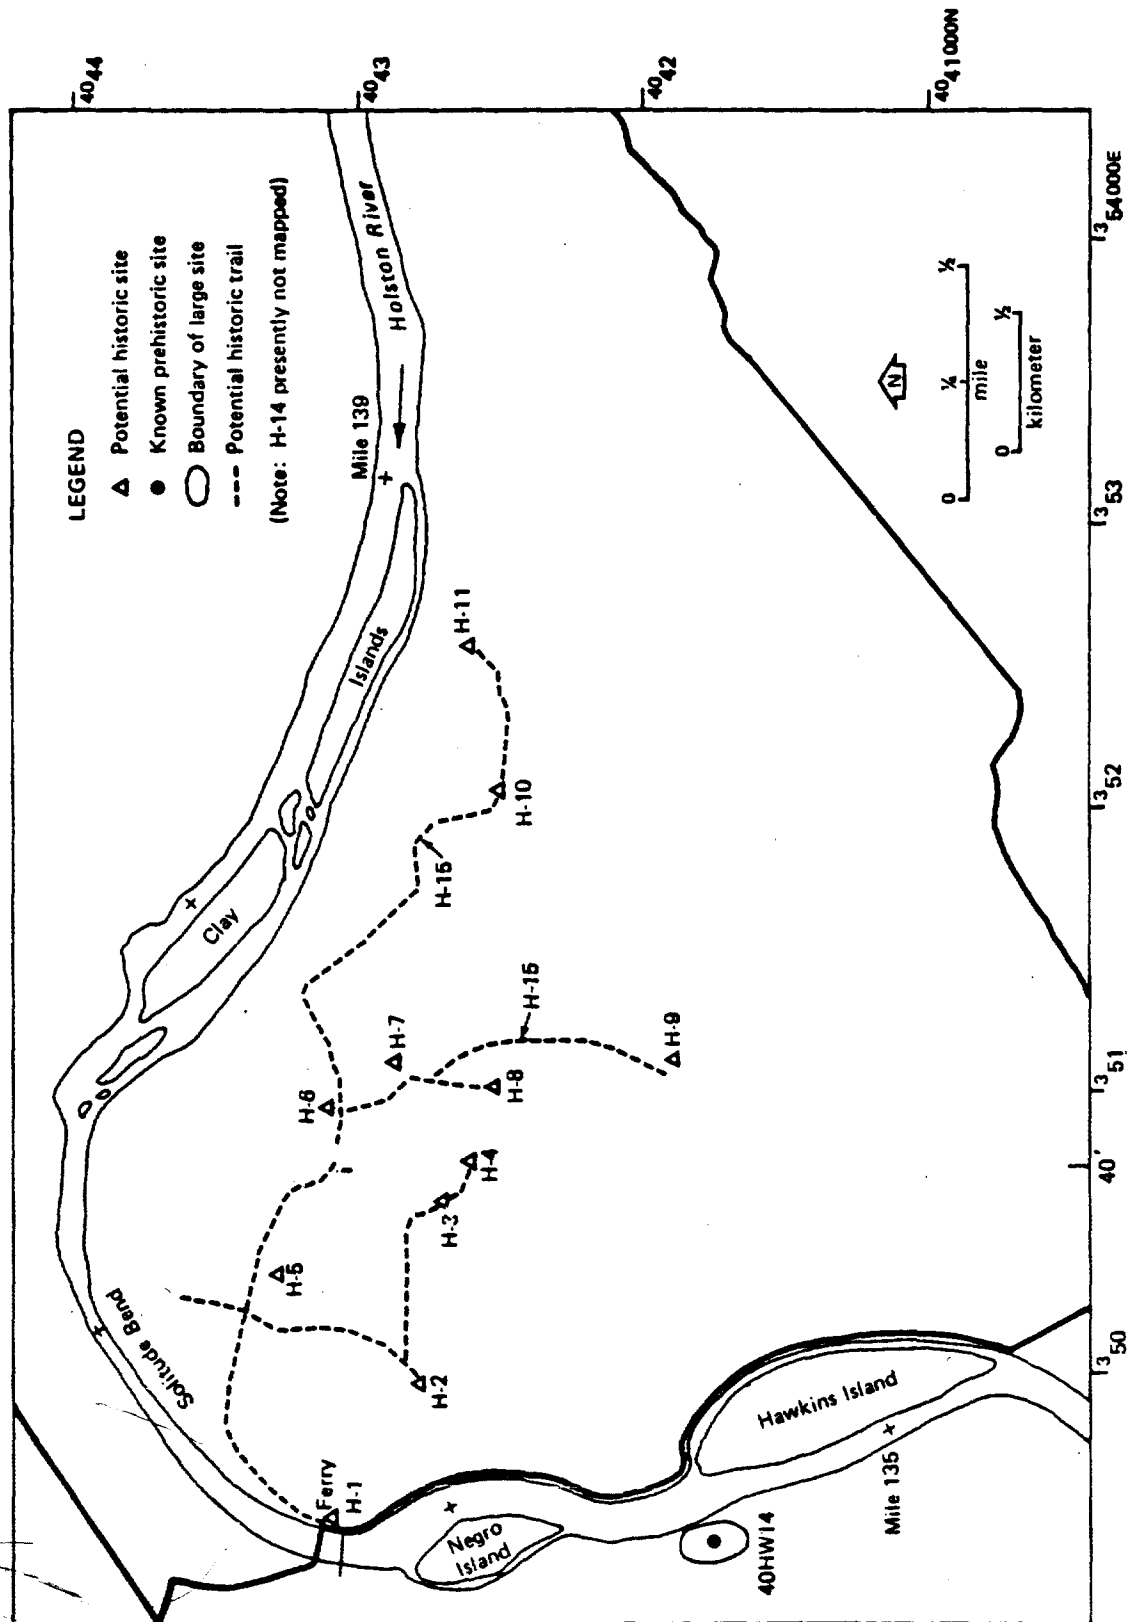 LEGEND
Potential historic site
Known prehistoric site
Boundary of large site
Potential historic trail
(Note: H-14 presently not mapped)
4044
4043
4042
4041000N
Holston River
Mile 139
Islands
Clay
Solitude Bend
Ferry
H-1
H-2
H-3
H-4
H-5
H-6
H-7
H-8
H-9
H-10
H-11
H-15
H-15
Negro
Island
Hawkins Island
Mile 135
40HW14
N
0 ¼ ½
mile
0 ½
kilometer
350
40'
351
352
353
354000E